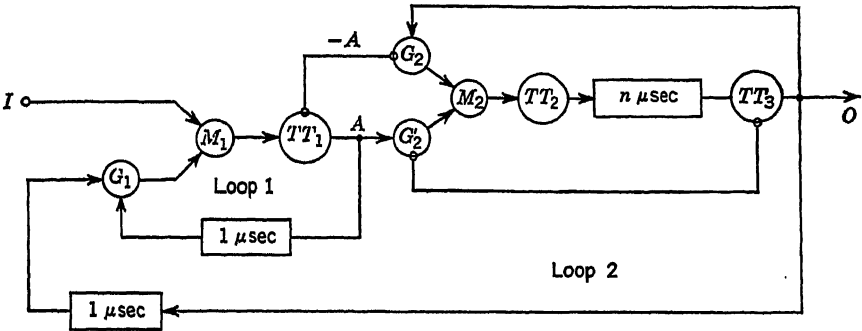 −A
G₂
I
M₁
TT₁
A
G₂′
M₂
TT₂
n μsec
TT₃
O
G₁
Loop 1
1 μsec
Loop 2
1 μsec